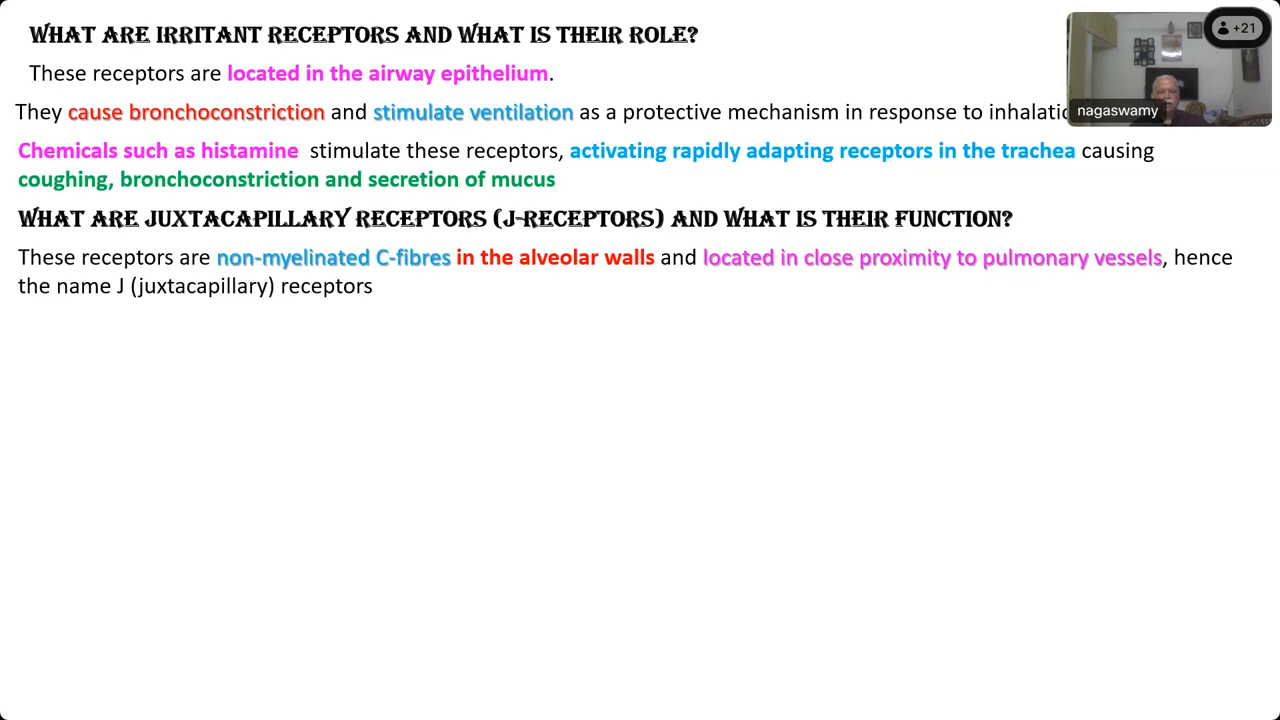 WHAT ARE IRRITANT RECEPTORS AND WHAT IS THEIR ROLE?
These receptors are located in the airway epithelium.
They cause bronchoconstriction and stimulate ventilation as a protective mechanism in response to
Chemicals such as histamine stimulate these receptors, activating rapidly adapting receptors in the trachea causing
coughing, bronchoconstriction and secretion of mucus
WHAT ARE JUXTACAPILLARY RECEPTORS (J-RECEPTORS) AND WHAT IS THEIR FUNCTION?
These receptors are non-myelinated C-fibres in the alveolar walls and located in close proximity to pulmonary vessels, hence
the name J (juxtacapillary) receptors
+21
nagaswamy